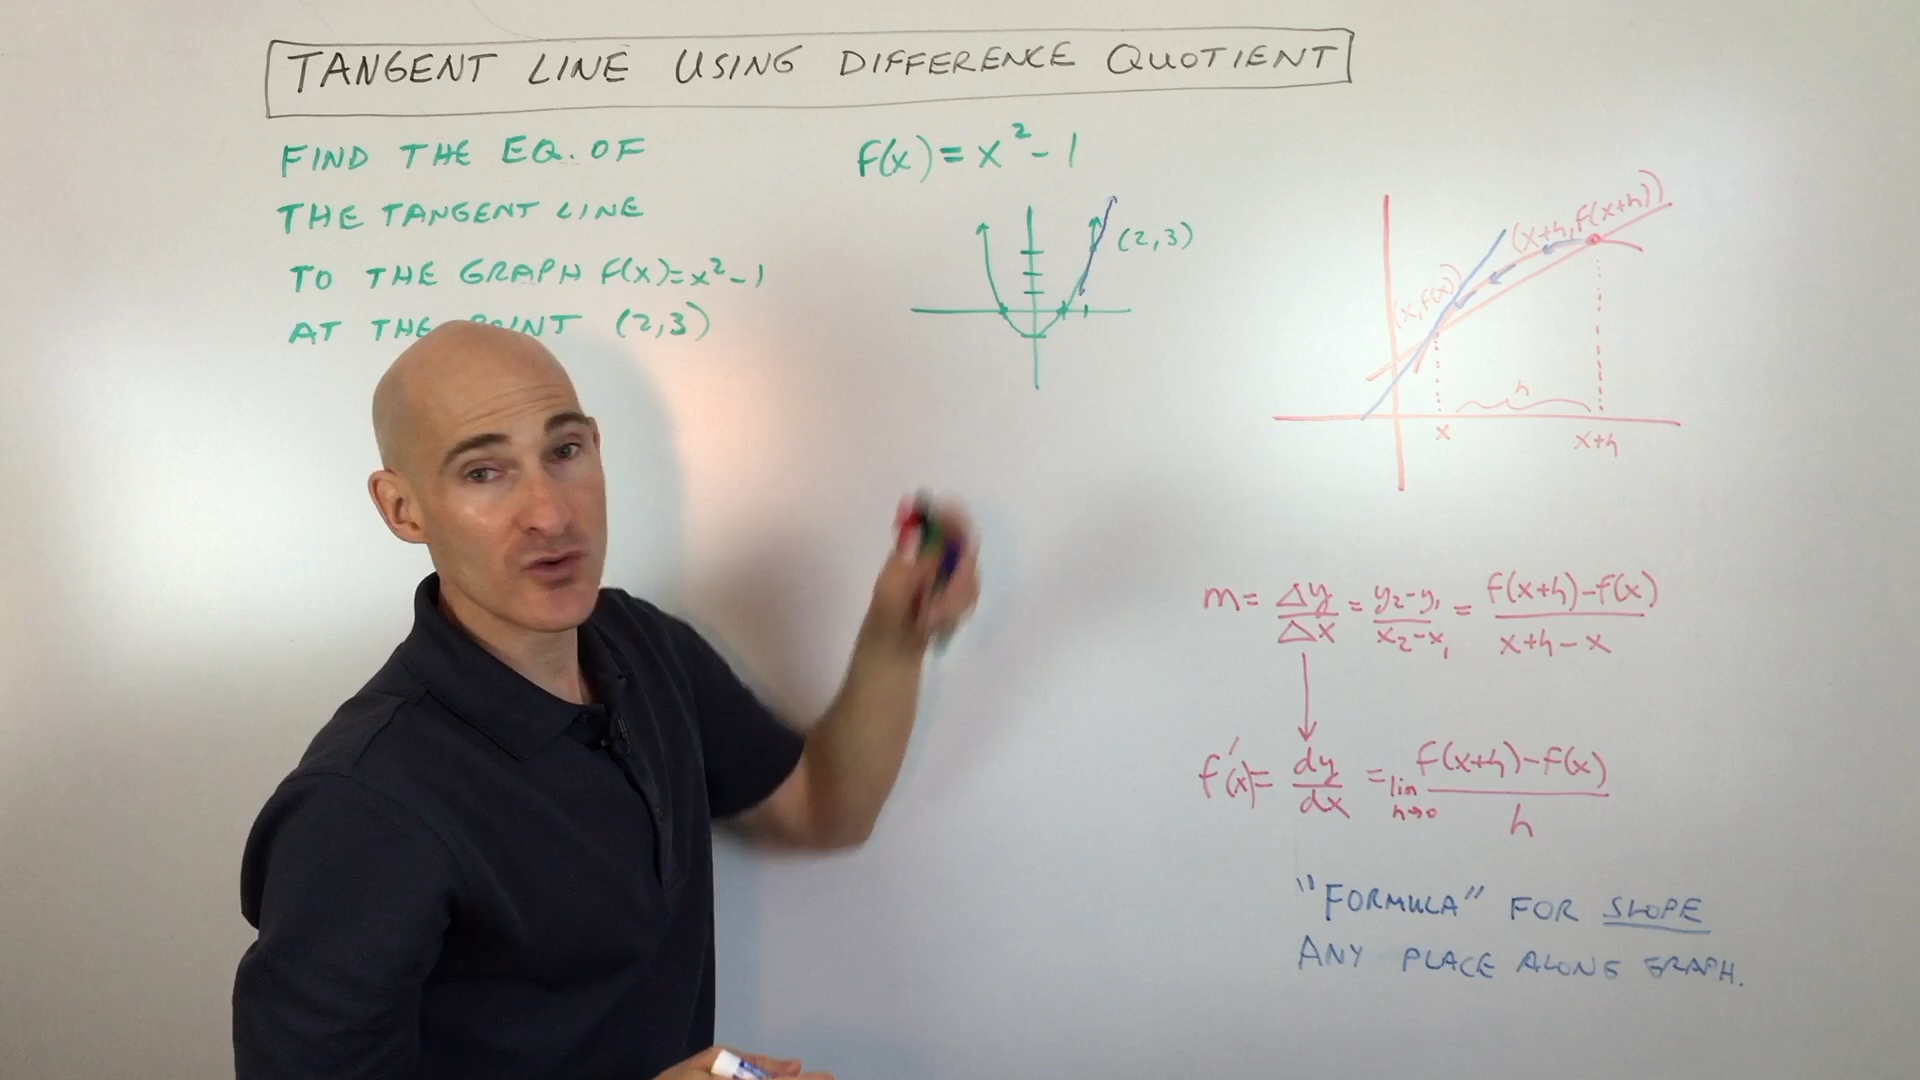 TANGENT LINE USING DIFFERENCE QUOTIENT
FIND THE EQ. OF
THE TANGENT LINE
TO THE GRAPH f(x)=x²-1
AT THE POINT (2,3)
f(x)=x²-1
(2,3)
(x+h,f(x+h))
(x,f(x))
h
x x+h
m= Δy/Δx = y₂-y₁/x₂-x₁ = f(x+h)-f(x)/x+h-x
f'(x)= dy/dx = lim h→0 f(x+h)-f(x)/h
"FORMULA" FOR SLOPE
ANY PLACE ALONG GRAPH.